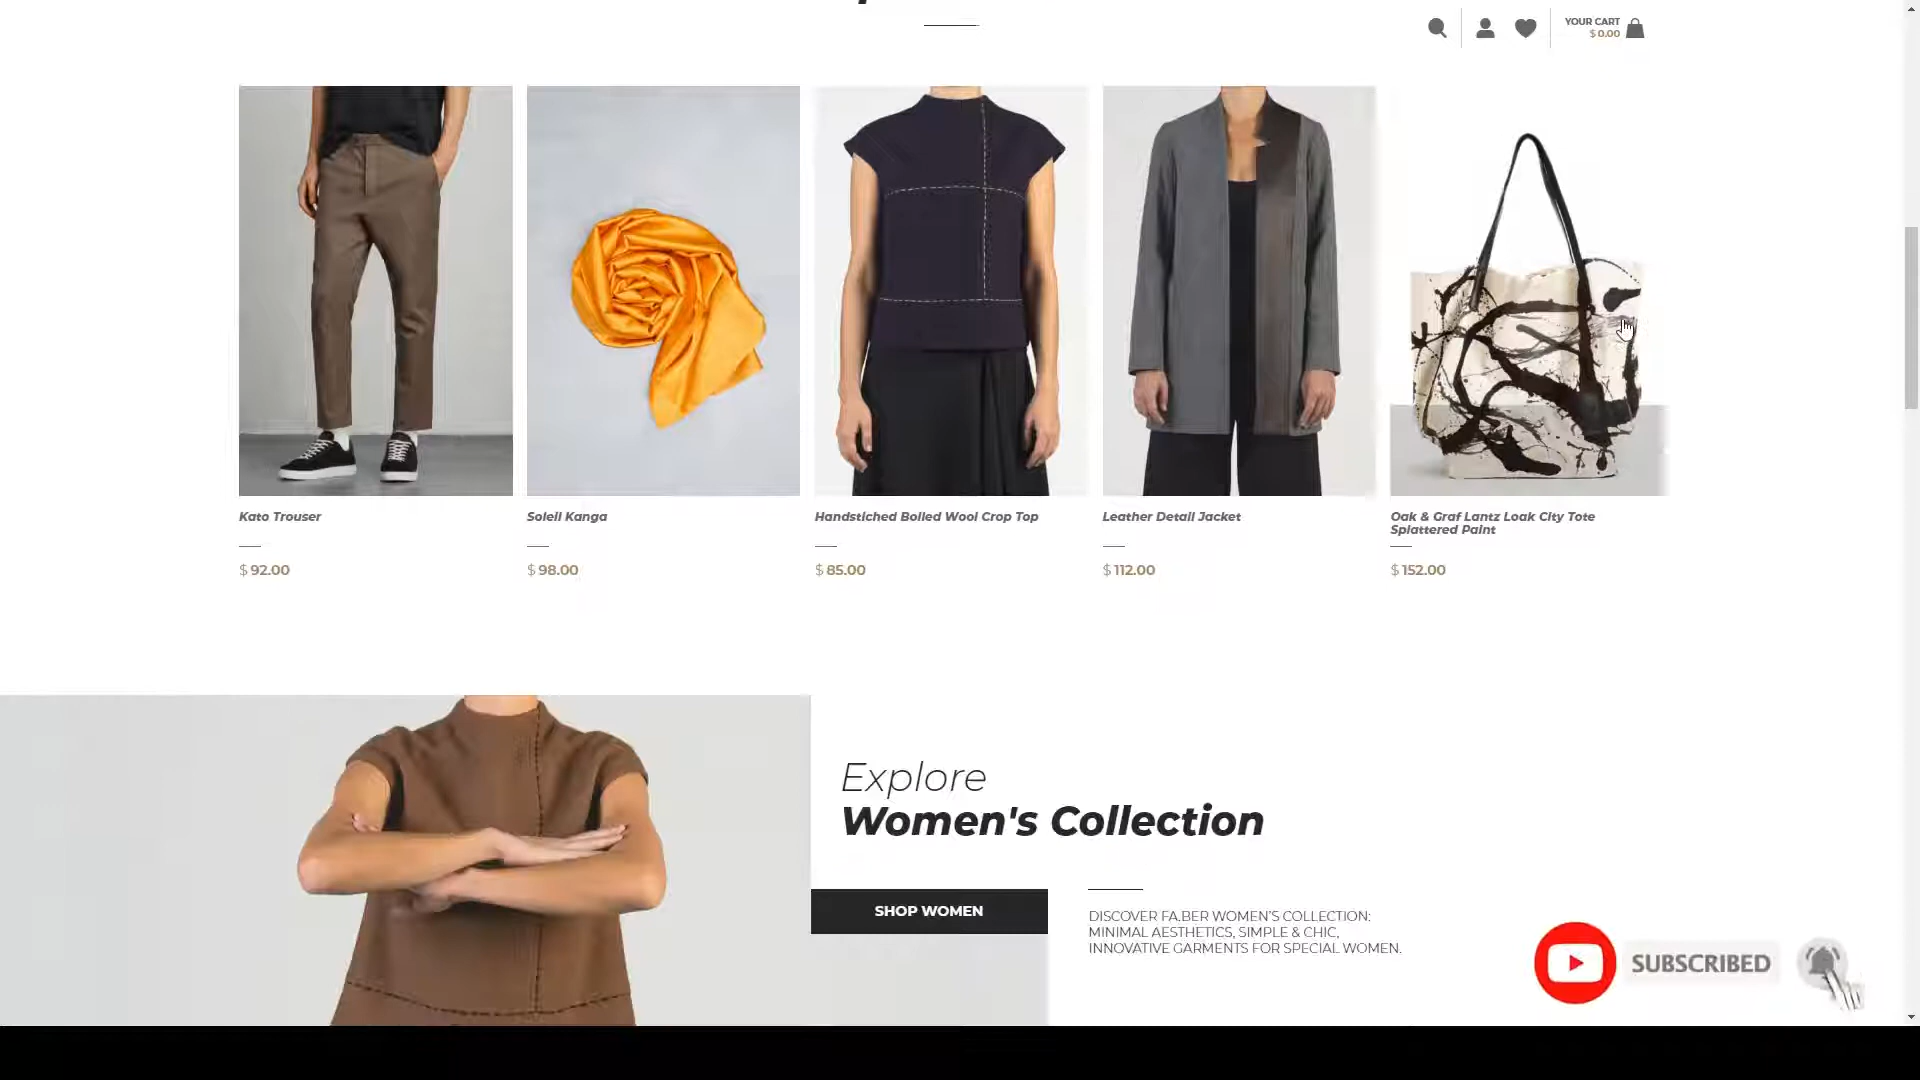 YOUR CART
$ 0.00
Kato Trouser
$ 92.00
Soleil Kanga
$ 98.00
Handstiched Boiled Wool Crop Top
$ 85.00
Leather Detail Jacket
$ 112.00
Oak & Graf Lantz Loak City Tote
Splattered Paint
$ 152.00
Explore
Women's Collection
SHOP WOMEN
DISCOVER FA.BER WOMEN'S COLLECTION:
MINIMAL AESTHETICS, SIMPLE & CHIC,
INNOVATIVE GARMENTS FOR SPECIAL WOMEN.
SUBSCRIBED